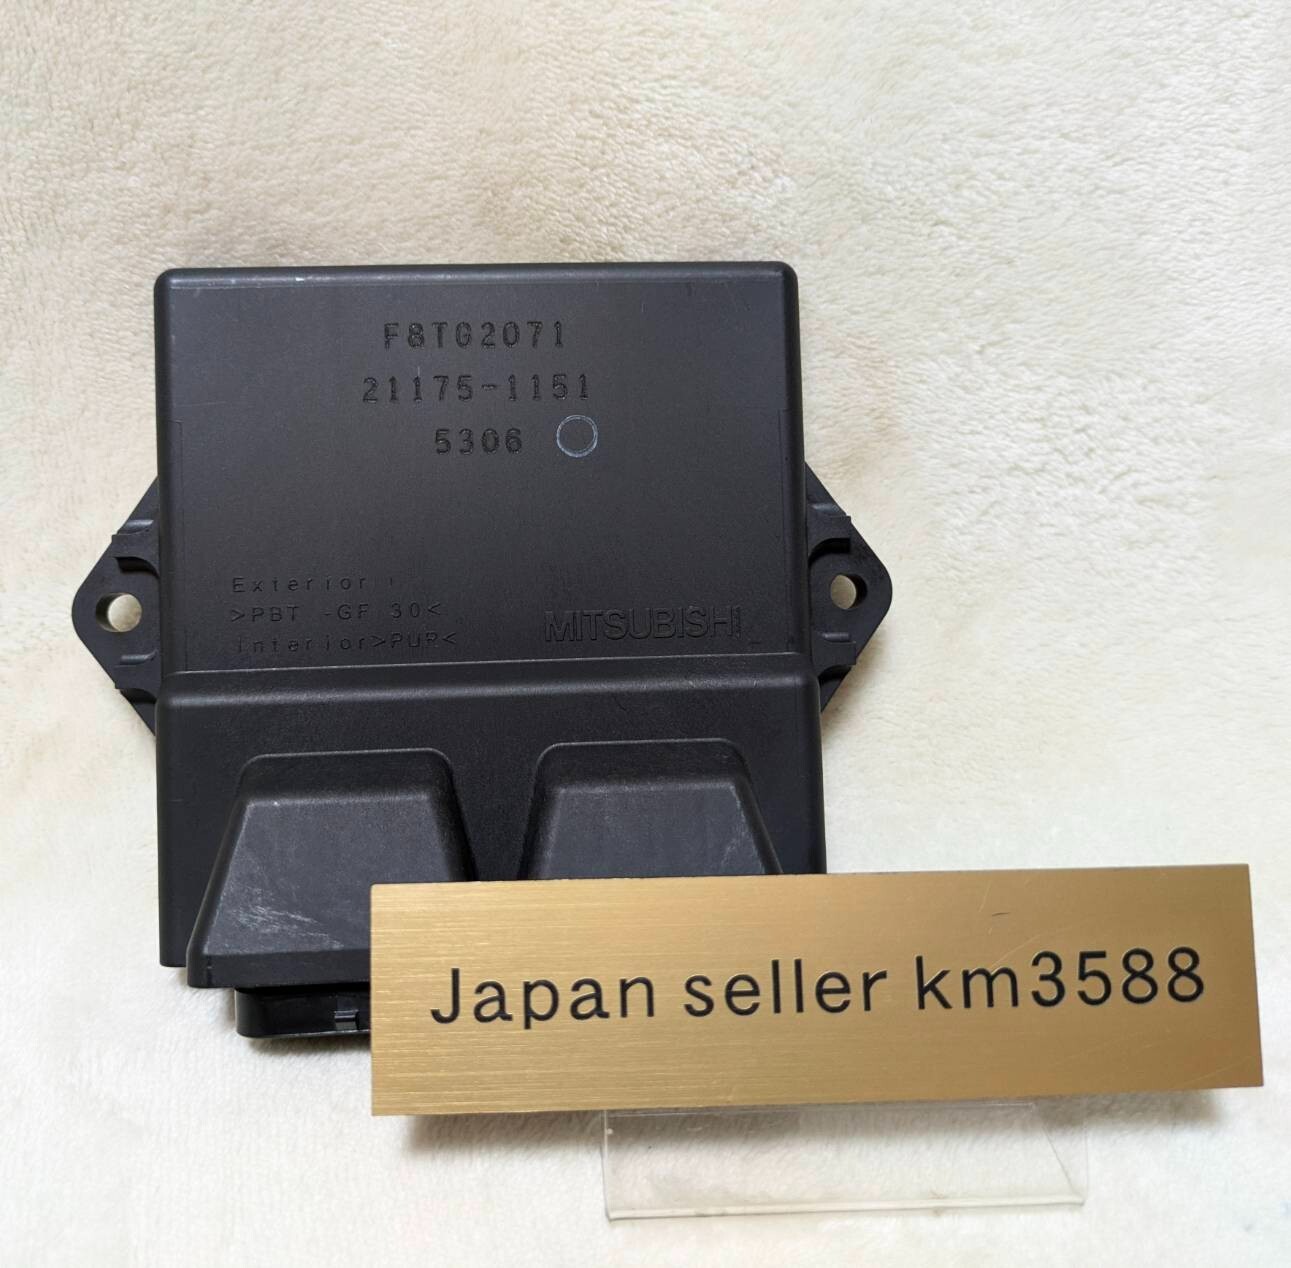 F8TG2071
21175-1151
5306
Exterior :
>PBT -GF 30<
Interior>PUR<
MITSUBISHI
Japan seller km3588